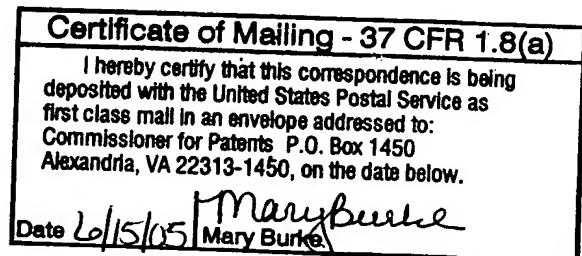 Certificate of Mailing - 37 CFR 1.8(a)
I hereby certify that this correspondence is being
deposited with the United States Postal Service as
first class mail in an envelope addressed to:
Commissioner for Patents P.O. Box 1450
Alexandria, VA 22313-1450, on the date below.
Mary Burke
Date 6/15/05 Mary Burke